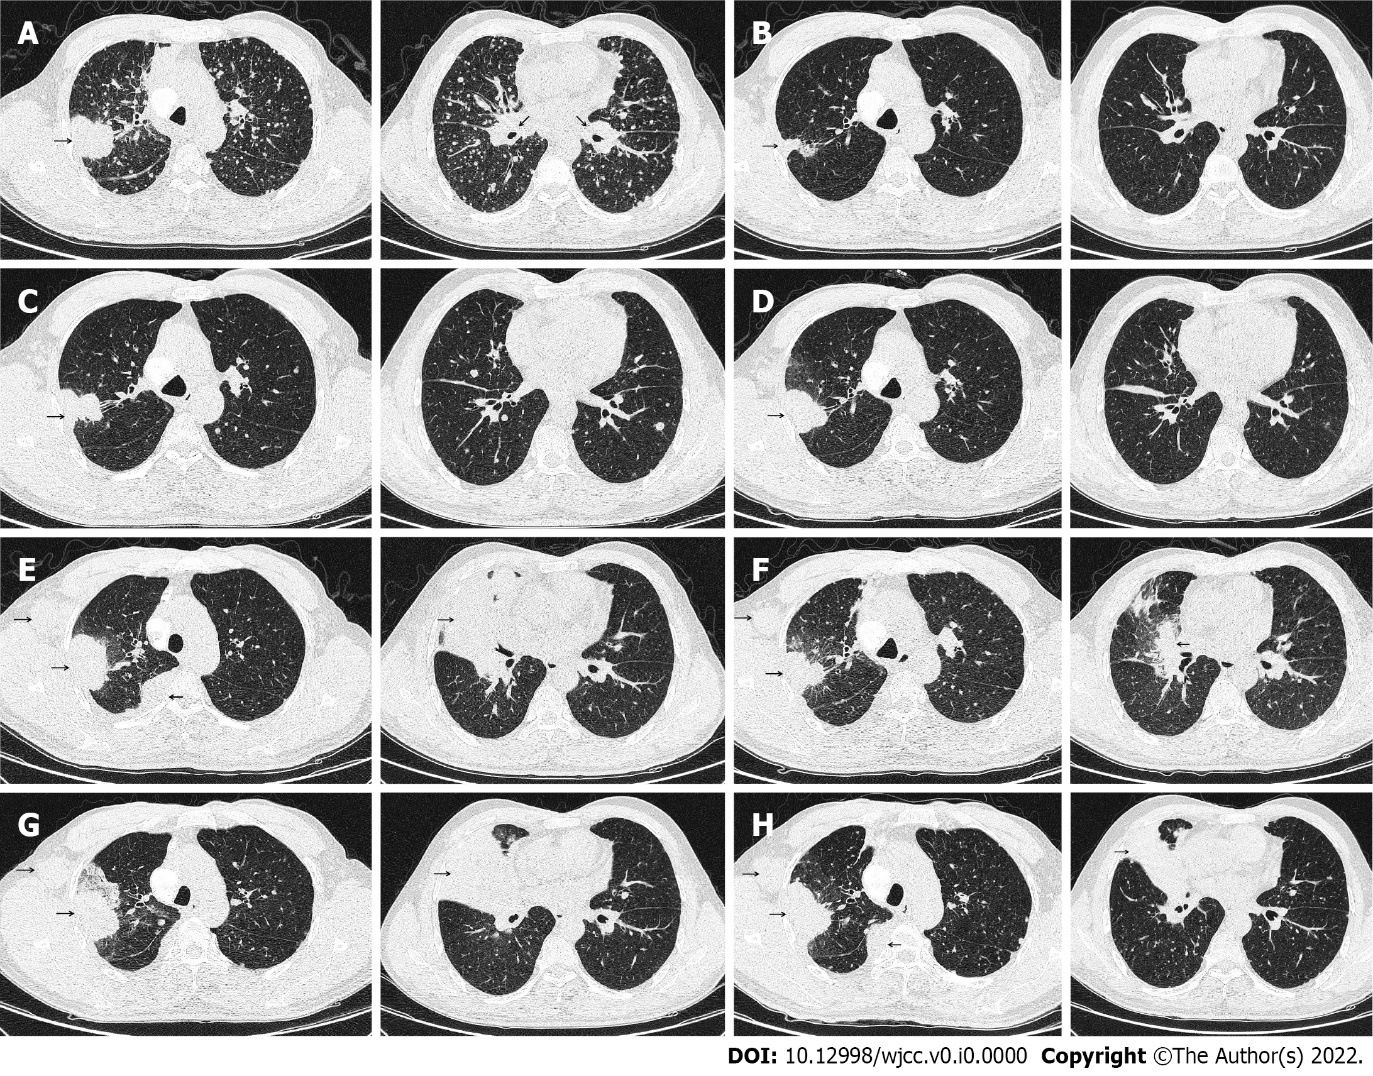 A
B
C
D
E
F
G
H
DOI: 10.12998/wjcc.v0.i0.0000 Copyright ©The Author(s) 2022.